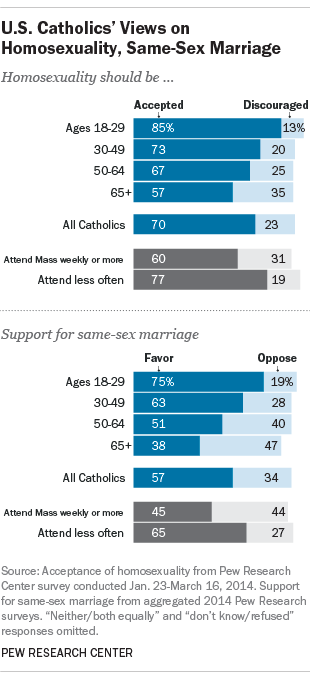 U.S. Catholics’ Views on
Homosexuality, Same-Sex Marriage
Homosexuality should be ...
Accepted Discouraged
Ages 18-29 85% 13%
30-49 73 20
50-64 67 25
65+ 57 35
All Catholics 70 23
Attend Mass weekly or more 60 31
Attend less often 77 19
Support for same-sex marriage
Favor Oppose
Ages 18-29 75% 19%
30-49 63 28
50-64 51 40
65+ 38 47
All Catholics 57 34
Attend Mass weekly or more 45 44
Attend less often 65 27
Source: Acceptance of homosexuality from Pew Research
Center survey conducted Jan. 23-March 16, 2014. Support
for same-sex marriage from aggregated 2014 Pew Research
surveys. “Neither/both equally” and “don’t know/refused”
responses omitted.
PEW RESEARCH CENTER